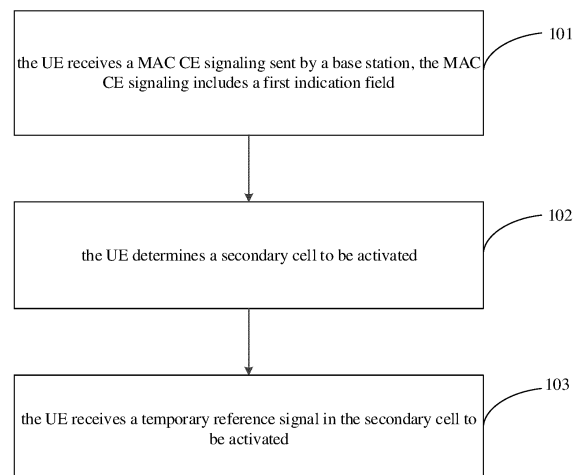 the UE receives a MAC CE signaling sent by a base station, the MAC
CE signaling includes a first indication field
101
the UE determines a secondary cell to be activated
102
the UE receives a temporary reference signal in the secondary cell to
be activated
103